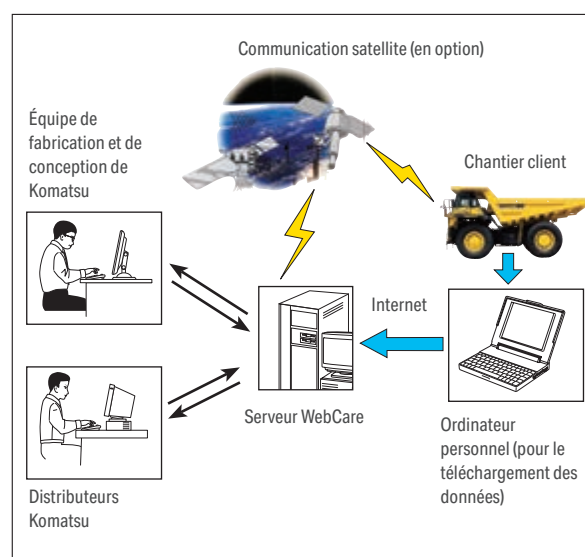 Communication satellite (en option)
Équipe de
fabrication et de
conception de
Komatsu
Chantier client
Internet
Serveur WebCare
Ordinateur
personnel (pour le
téléchargement des
données)
Distributeurs
Komatsu